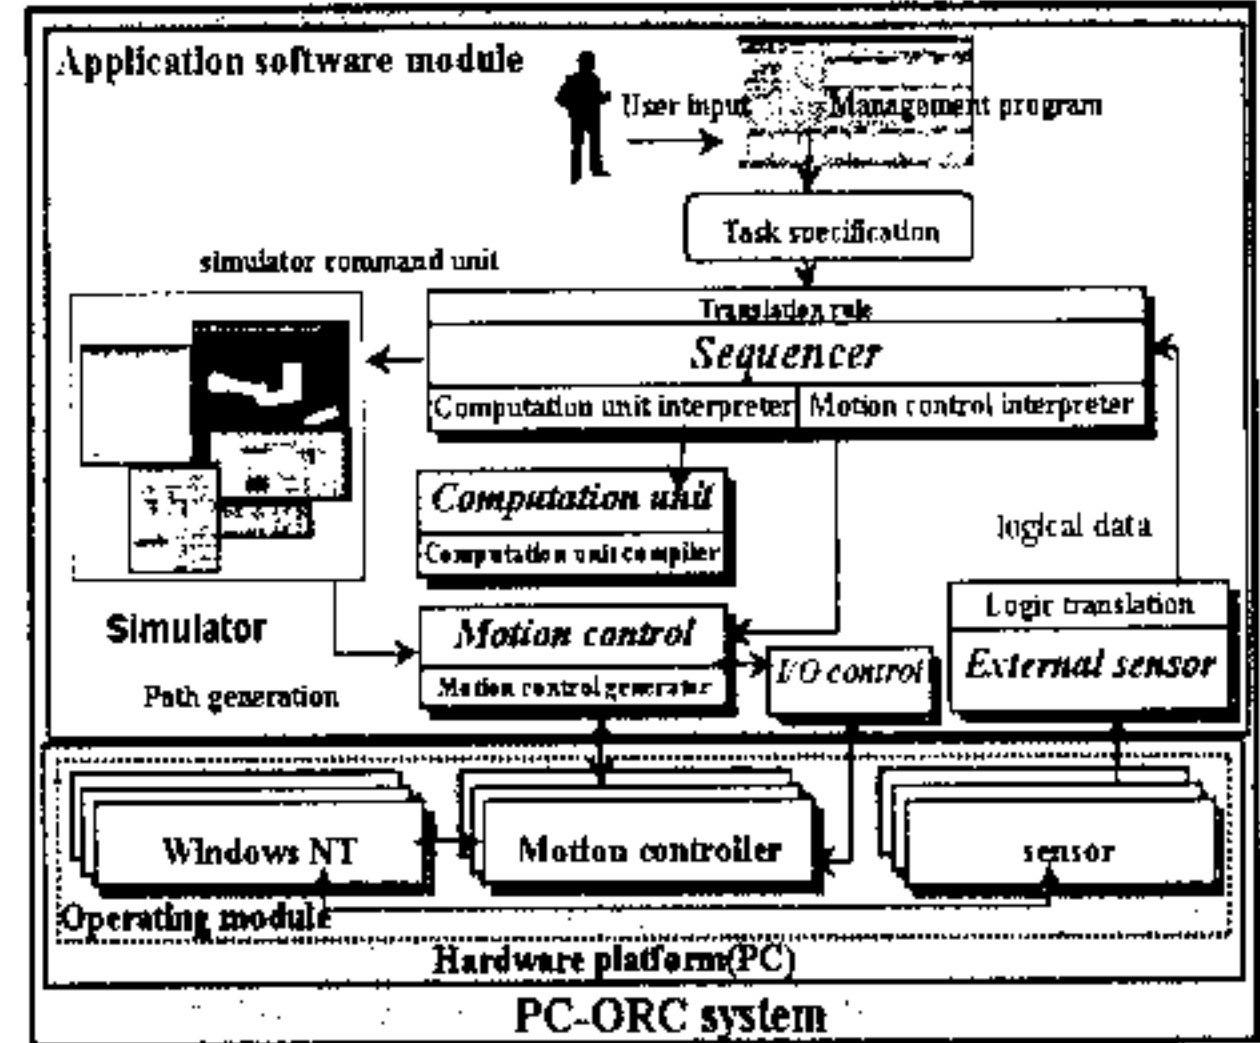 Application software module
User input
Management program
Task specification
simulator command unit
Translation rule
Sequencer
Computation unit interpreter
Motion control interpreter
Computation unit
Computation unit compiler
logical data
Logic translation
External sensor
Simulator
Motion control
Motion control generator
I/O control
Path generation
Windows NT
Motion controller
sensor
Operating module
Hardware platform(PC)
PC-ORC system